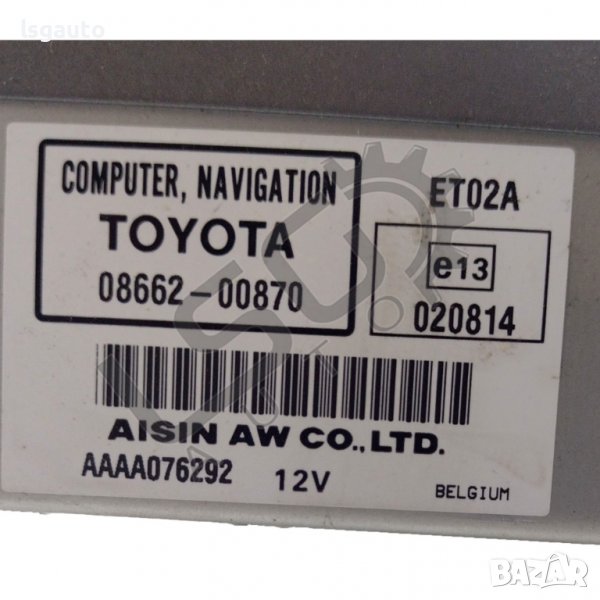 lsgauto
COMPUTER, NAVIGATION
TOYOTA
08662-00870
ET02A
e13
020814
AISIN AW CO., LTD.
AAAA076292 12V
BELGIUM
BAZAR